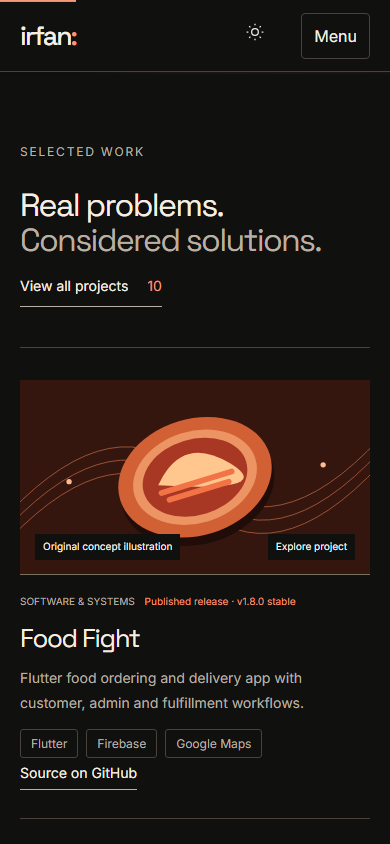 irfan:
Menu
SELECTED WORK
Real problems.
Considered solutions.
View all projects 10
Original concept illustration
Explore project
SOFTWARE & SYSTEMS Published release · v1.8.0 stable
Food Fight
Flutter food ordering and delivery app with
customer, admin and fulfillment workflows.
Flutter Firebase Google Maps
Source on GitHub